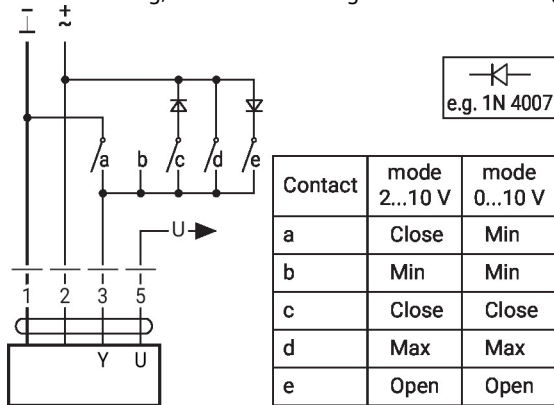 − +
⊥ ~
e.g. 1N 4007
a b c d e
U
1 2 3 5
Y U
Contact mode 2...10 V mode 0...10 V
a Close Min
b Min Min
c Close Close
d Max Max
e Open Open